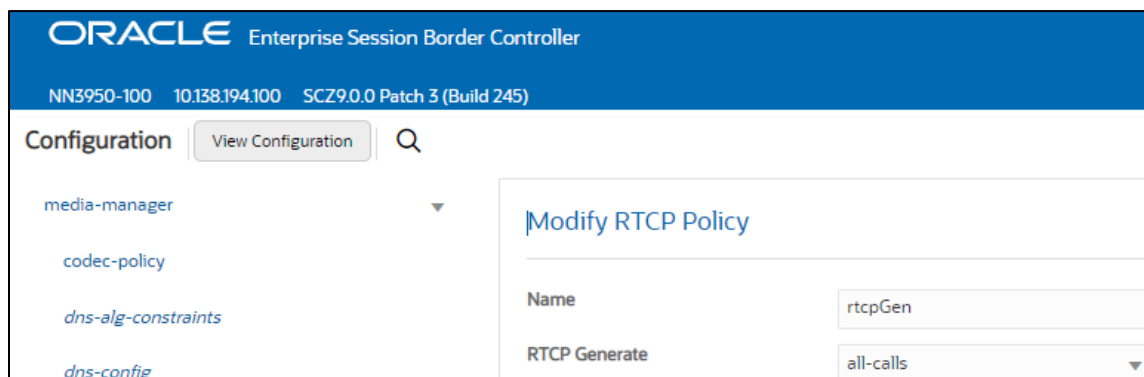 ORACLE Enterprise Session Border Controller
NN3950-100 10.138.194.100 SCZ9.0.0 Patch 3 (Build 245)
Configuration View Configuration
media-manager
codec-policy
dns-alg-constraints
dns-config
Modify RTCP Policy
Name rtcpGen
RTCP Generate all-calls